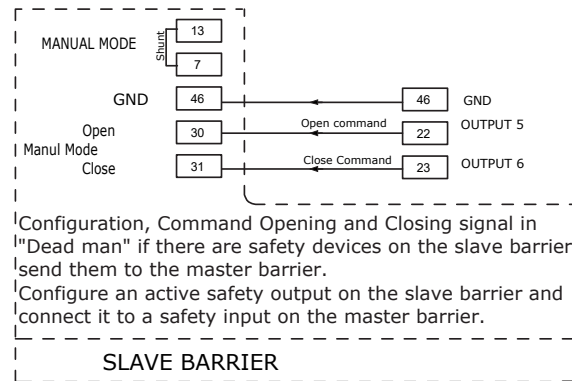 13
MANUAL MODE
Shunt
7
GND 46 46 GND
Open 30 Open command 22 OUTPUT 5
Manul Mode
Close 31 Close Command 23 OUTPUT 6
Configuration, Command Opening and Closing signal in
"Dead man" if there are safety devices on the slave barrier
send them to the master barrier.
Configure an active safety output on the slave barrier and
connect it to a safety input on the master barrier.
SLAVE BARRIER